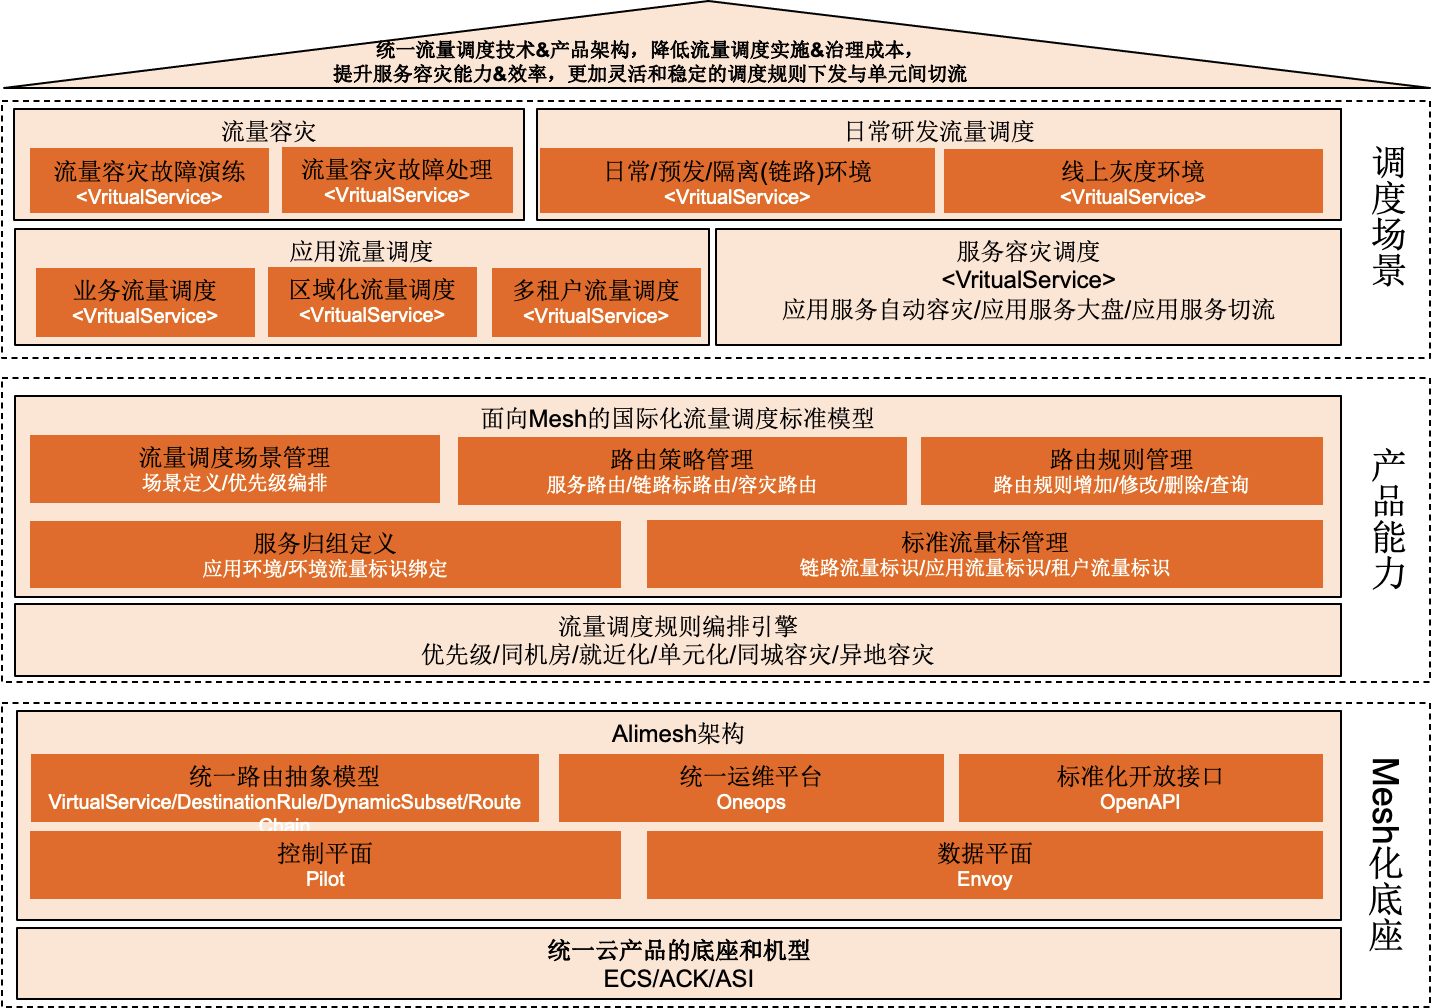 统一流量调度技术&产品架构，降低流量调度实施&治理成本，
提升服务容灾能力&效率，更加灵活和稳定的调度规则下发与单元间切流
流量容灾
流量容灾故障演练
<VritualService>
流量容灾故障处理
<VritualService>
日常研发流量调度
日常/预发/隔离(链路)环境
<VritualService>
线上灰度环境
<VritualService>
应用流量调度
业务流量调度
<VritualService>
区域化流量调度
<VritualService>
多租户流量调度
<VritualService>
服务容灾调度
<VritualService>
应用服务自动容灾/应用服务大盘/应用服务切流
调度场景
面向Mesh的国际化流量调度标准模型
流量调度场景管理
场景定义/优先级编排
路由策略管理
服务路由/链路标路由/容灾路由
路由规则管理
路由规则增加/修改/删除/查询
服务归组定义
应用环境/环境流量标识绑定
标准流量标管理
链路流量标识/应用流量标识/租户流量标识
流量调度规则编排引擎
优先级/同机房/就近化/单元化/同城容灾/异地容灾
产品能力
Alimesh架构
统一路由抽象模型
VirtualService/DestinationRule/DynamicSubset/Route
Chain
统一运维平台
Oneops
标准化开放接口
OpenAPI
控制平面
Pilot
数据平面
Envoy
统一云产品的底座和机型
ECS/ACK/ASI
Mesh化底座